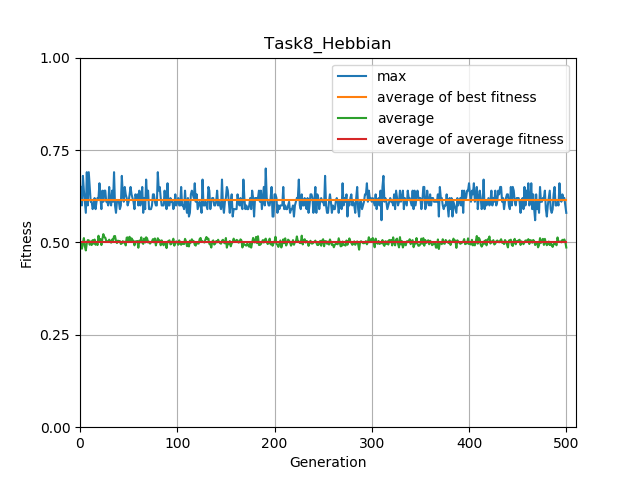 Task8_Hebbian
1.00
0.75
0.50
0.25
0.00
Fitness
max
average of best fitness
average
average of average fitness
0 100 200 300 400 500
Generation